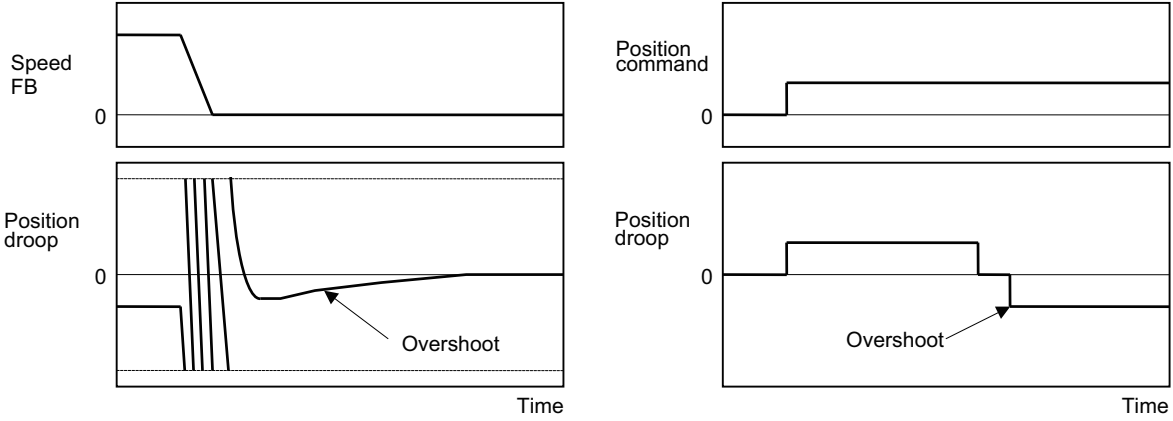 Speed
FB
0
Position
droop
0
Overshoot
Time
Position
command
0
Position
droop
0
Overshoot
Time